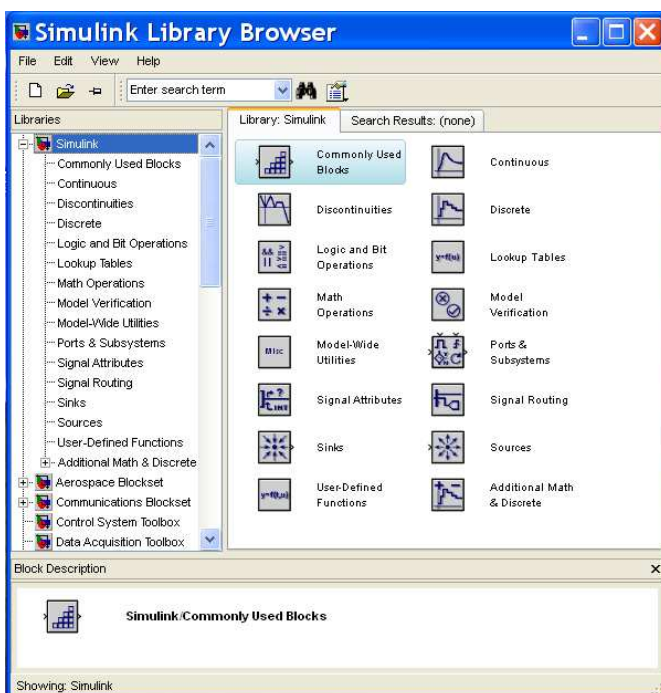 Simulink Library Browser
File Edit View Help
Enter search term
Libraries
Library: Simulink
Search Results: (none)
Simulink
Commonly Used Blocks
Continuous
Discontinuities
Discrete
Logic and Bit Operations
Lookup Tables
Math Operations
Model Verification
Model-Wide Utilities
Ports & Subsystems
Signal Attributes
Signal Routing
Sinks
Sources
User-Defined Functions
Additional Math & Discrete
Aerospace Blockset
Communications Blockset
Control System Toolbox
Data Acquisition Toolbox
Commonly Used
Blocks
Continuous
Discontinuities
Discrete
Logic and Bit
Operations
y=f(u)
Lookup Tables
Math
Operations
Model
Verification
Misc
Model-Wide
Utilities
Ports &
Subsystems
Signal Attributes
Signal Routing
Sinks
Sources
y=f(t,u)
User-Defined
Functions
Additional Math
& Discrete
Block Description
Simulink/Commonly Used Blocks
Showing: Simulink